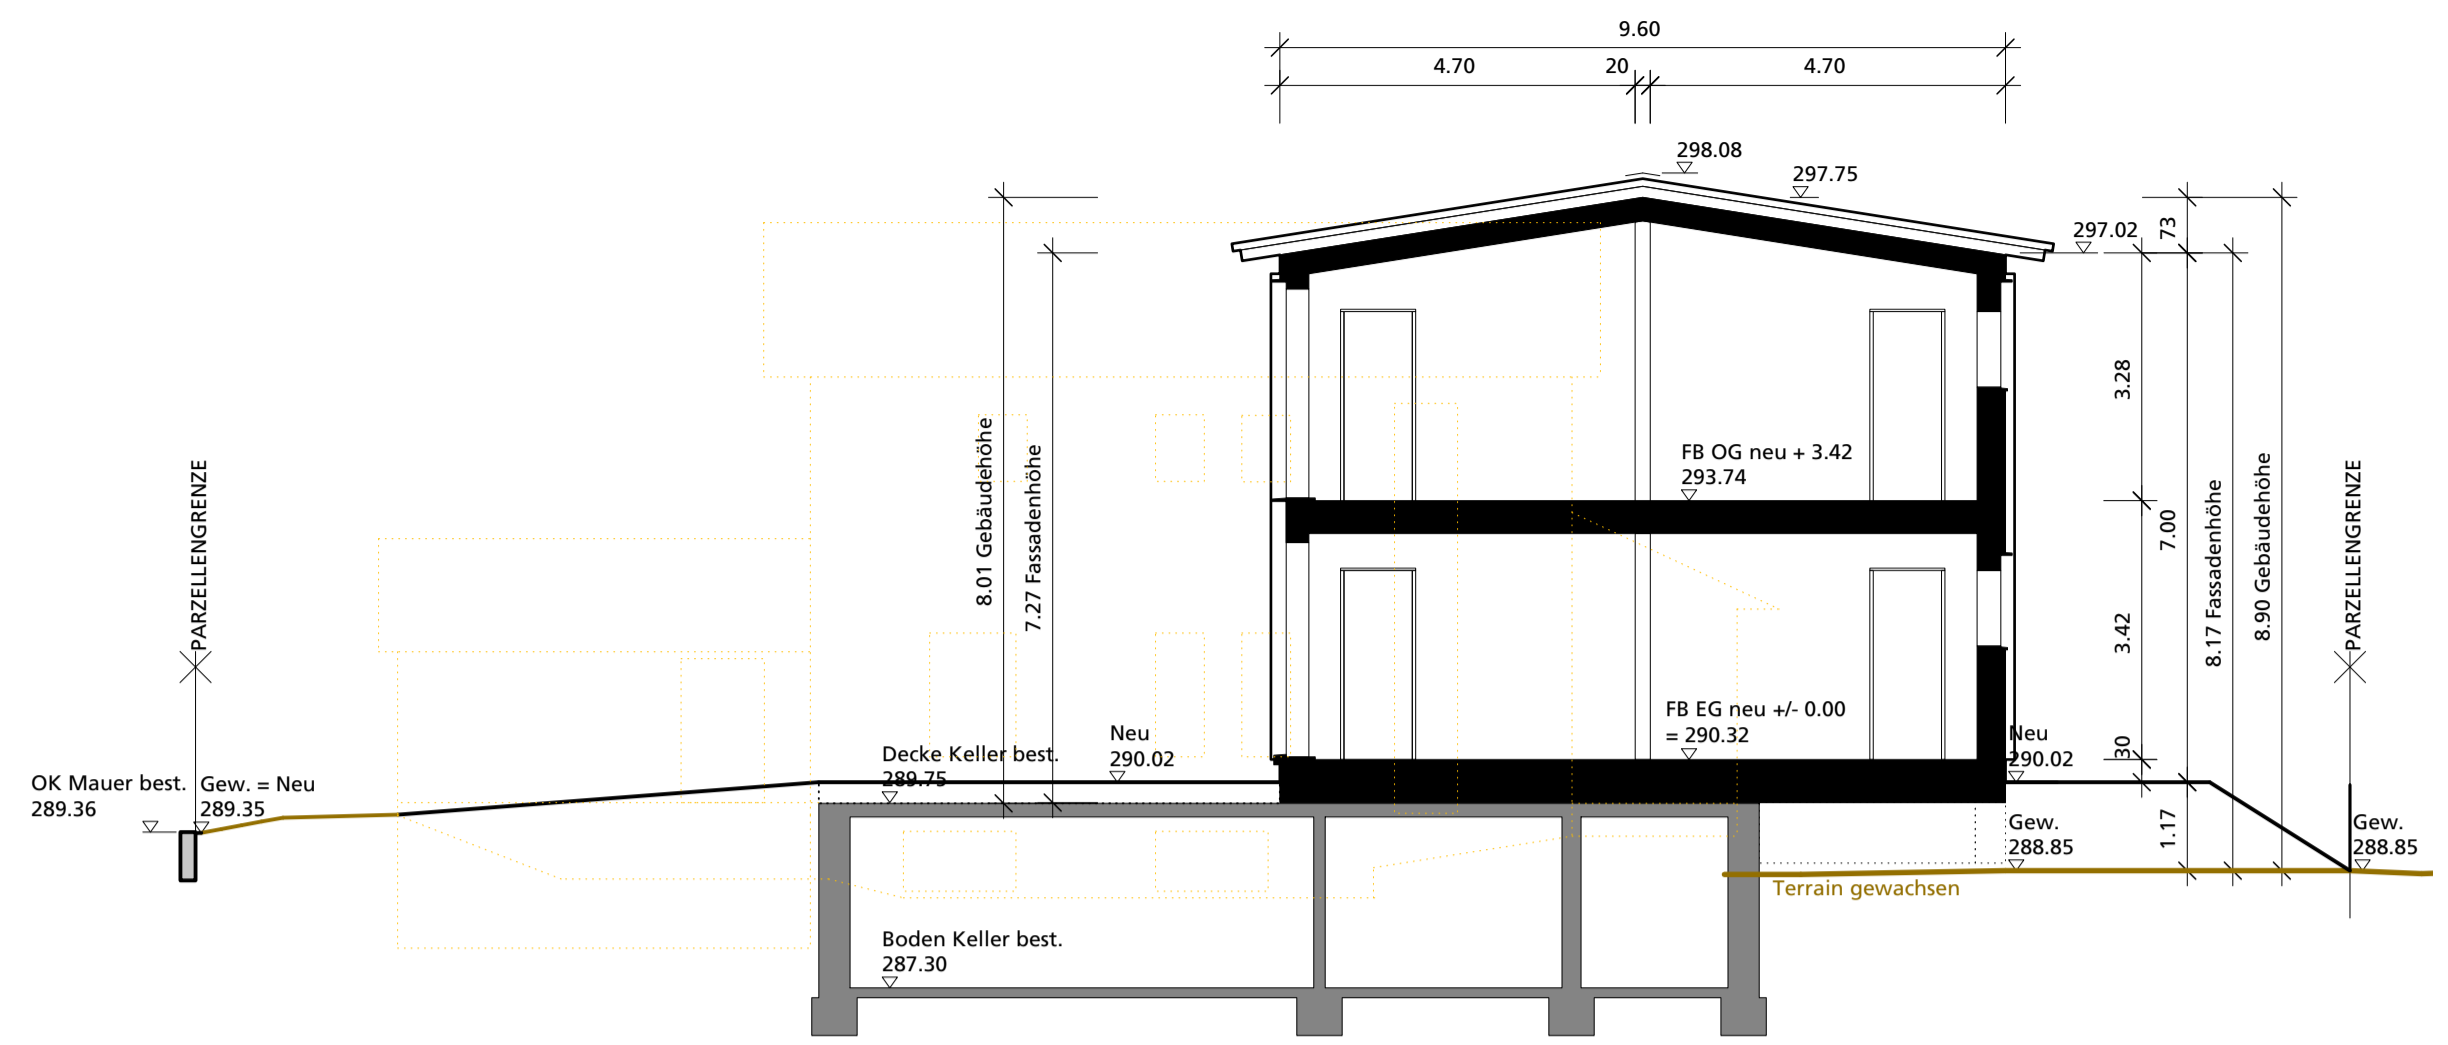 9.60
4.70
20
4.70
298.08
297.75
297.02
73
3.28
7.00
3.42
30
1.17
8.17 Fassadenhöhe
8.90 Gebäudehöhe
8.01 Gebäudehöhe
7.27 Fassadenhöhe
PARZELLENGRENZE
PARZELLENGRENZE
FB OG neu + 3.42
293.74
FB EG neu +/- 0.00
= 290.32
Neu
290.02
Neu
290.02
Decke Keller best.
289.75
OK Mauer best.
289.36
Gew. = Neu
289.35
Gew.
288.85
Gew.
288.85
Terrain gewachsen
Boden Keller best.
287.30